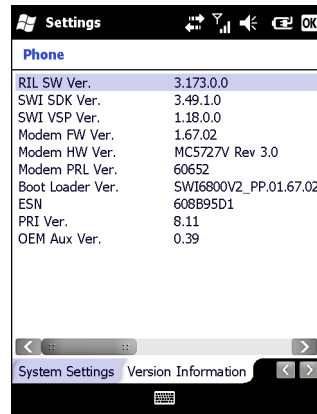 Settings
OK
Phone
RIL SW Ver. 3.173.0.0
SWI SDK Ver. 3.49.1.0
SWI VSP Ver. 1.18.0.0
Modem FW Ver. 1.67.02
Modem HW Ver. MC5727V Rev 3.0
Modem PRL Ver. 60652
Boot Loader Ver. SWI6800V2_PP.01.67.02
ESN 608B95D1
PRI Ver. 8.11
OEM Aux Ver. 0.39
System Settings Version Information